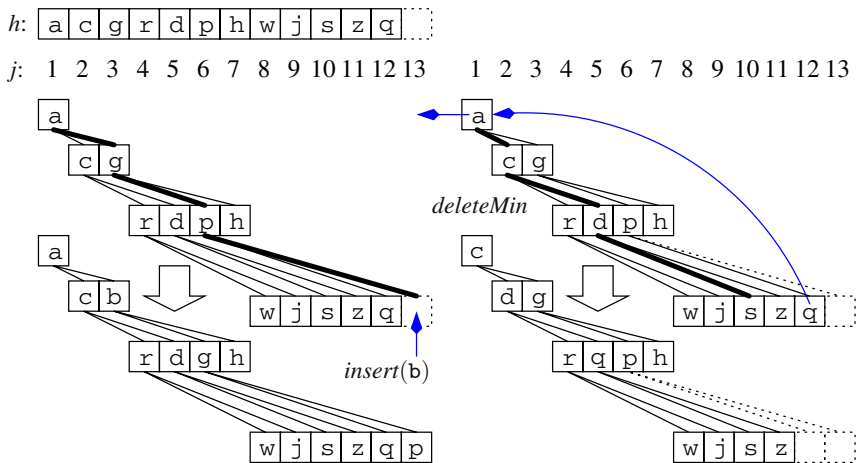 h: a c g r d p h w j s z q
j: 1 2 3 4 5 6 7 8 9 10 11 12 13 1 2 3 4 5 6 7 8 9 10 11 12 13
a a
c g c g
deleteMin
r d p h r d p h
a c
c b d g
w j s z q w j s z q
r d g h r q p h
insert(b)
w j s z q p w j s z